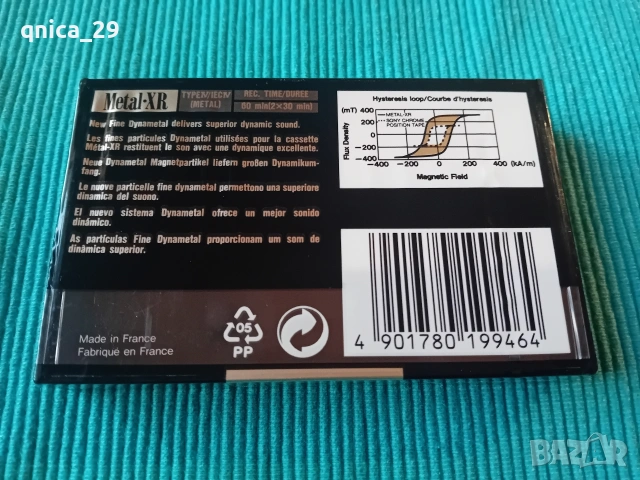 qnica_29
Metal-XR
TYPE IV/IEC IV
(METAL)
REC. TIME/DUREE
60 min(2×30 min)
New Fine Dynametal delivers superior dynamic sound.
Les fines particules Dynametal utilisées pour la cassette
Métal-XR restituent le son avec une dynamique excellente.
Neue Dynametal Magnetpartikel liefern großen Dynamikum-
fang.
Le nuove particelle fine dynametal permettono una superiore
dinamica del suono.
El nuevo sistema Dynametal ofrece un mejor sonido
dinámico.
As partículas Fine Dynametal proporcionam um som de
dinâmica superior.
Hysteresis loop/Courbe d'hysteresis
(mT)
Flux Density
400
200
0
-200
-400
METAL-XR
SONY CHROME
POSITION TAPE
-400 -200 0 200 400 (kA/m)
Magnetic Field
4 901780 199464
Made in France
Fabriqué en France
05
PP
BAZAR